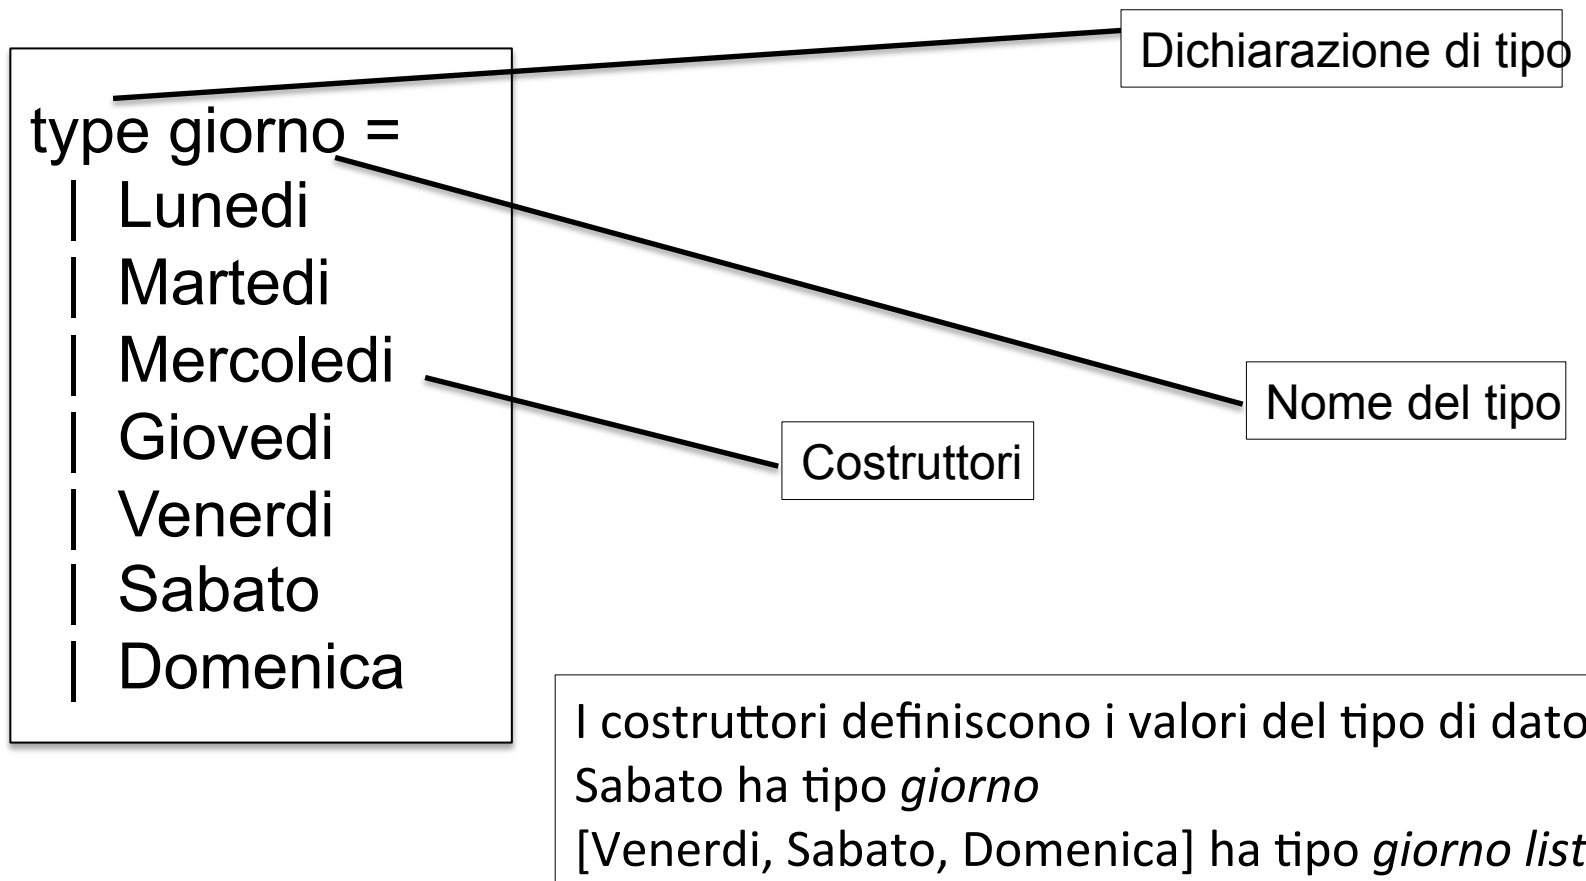 Dichiarazione di tipo
type giorno =
| Lunedi
| Martedi
| Mercoledi
| Giovedi
| Venerdi
| Sabato
| Domenica
Nome del tipo
Costruttori
I costruttori definiscono i valori del tipo di dato
Sabato ha tipo giorno
[Venerdi, Sabato, Domenica] ha tipo giorno list